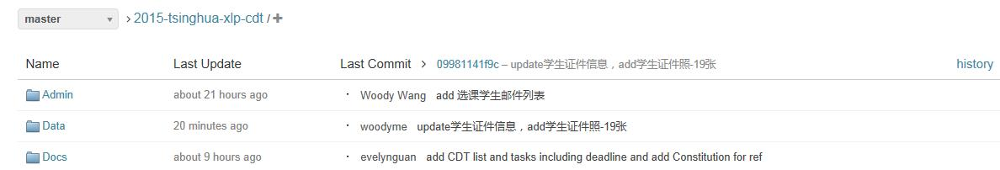 master > 2015-tsinghua-xlp-cdt / +
Name Last Update Last Commit > 09981141f9c – update学生证件信息，add学生证件照-19张 history
Admin about 21 hours ago · Woody Wang add 选课学生邮件列表
Data 20 minutes ago · woodyme update学生证件信息，add学生证件照-19张
Docs about 9 hours ago · evelynguan add CDT list and tasks including deadline and add Constitution for ref